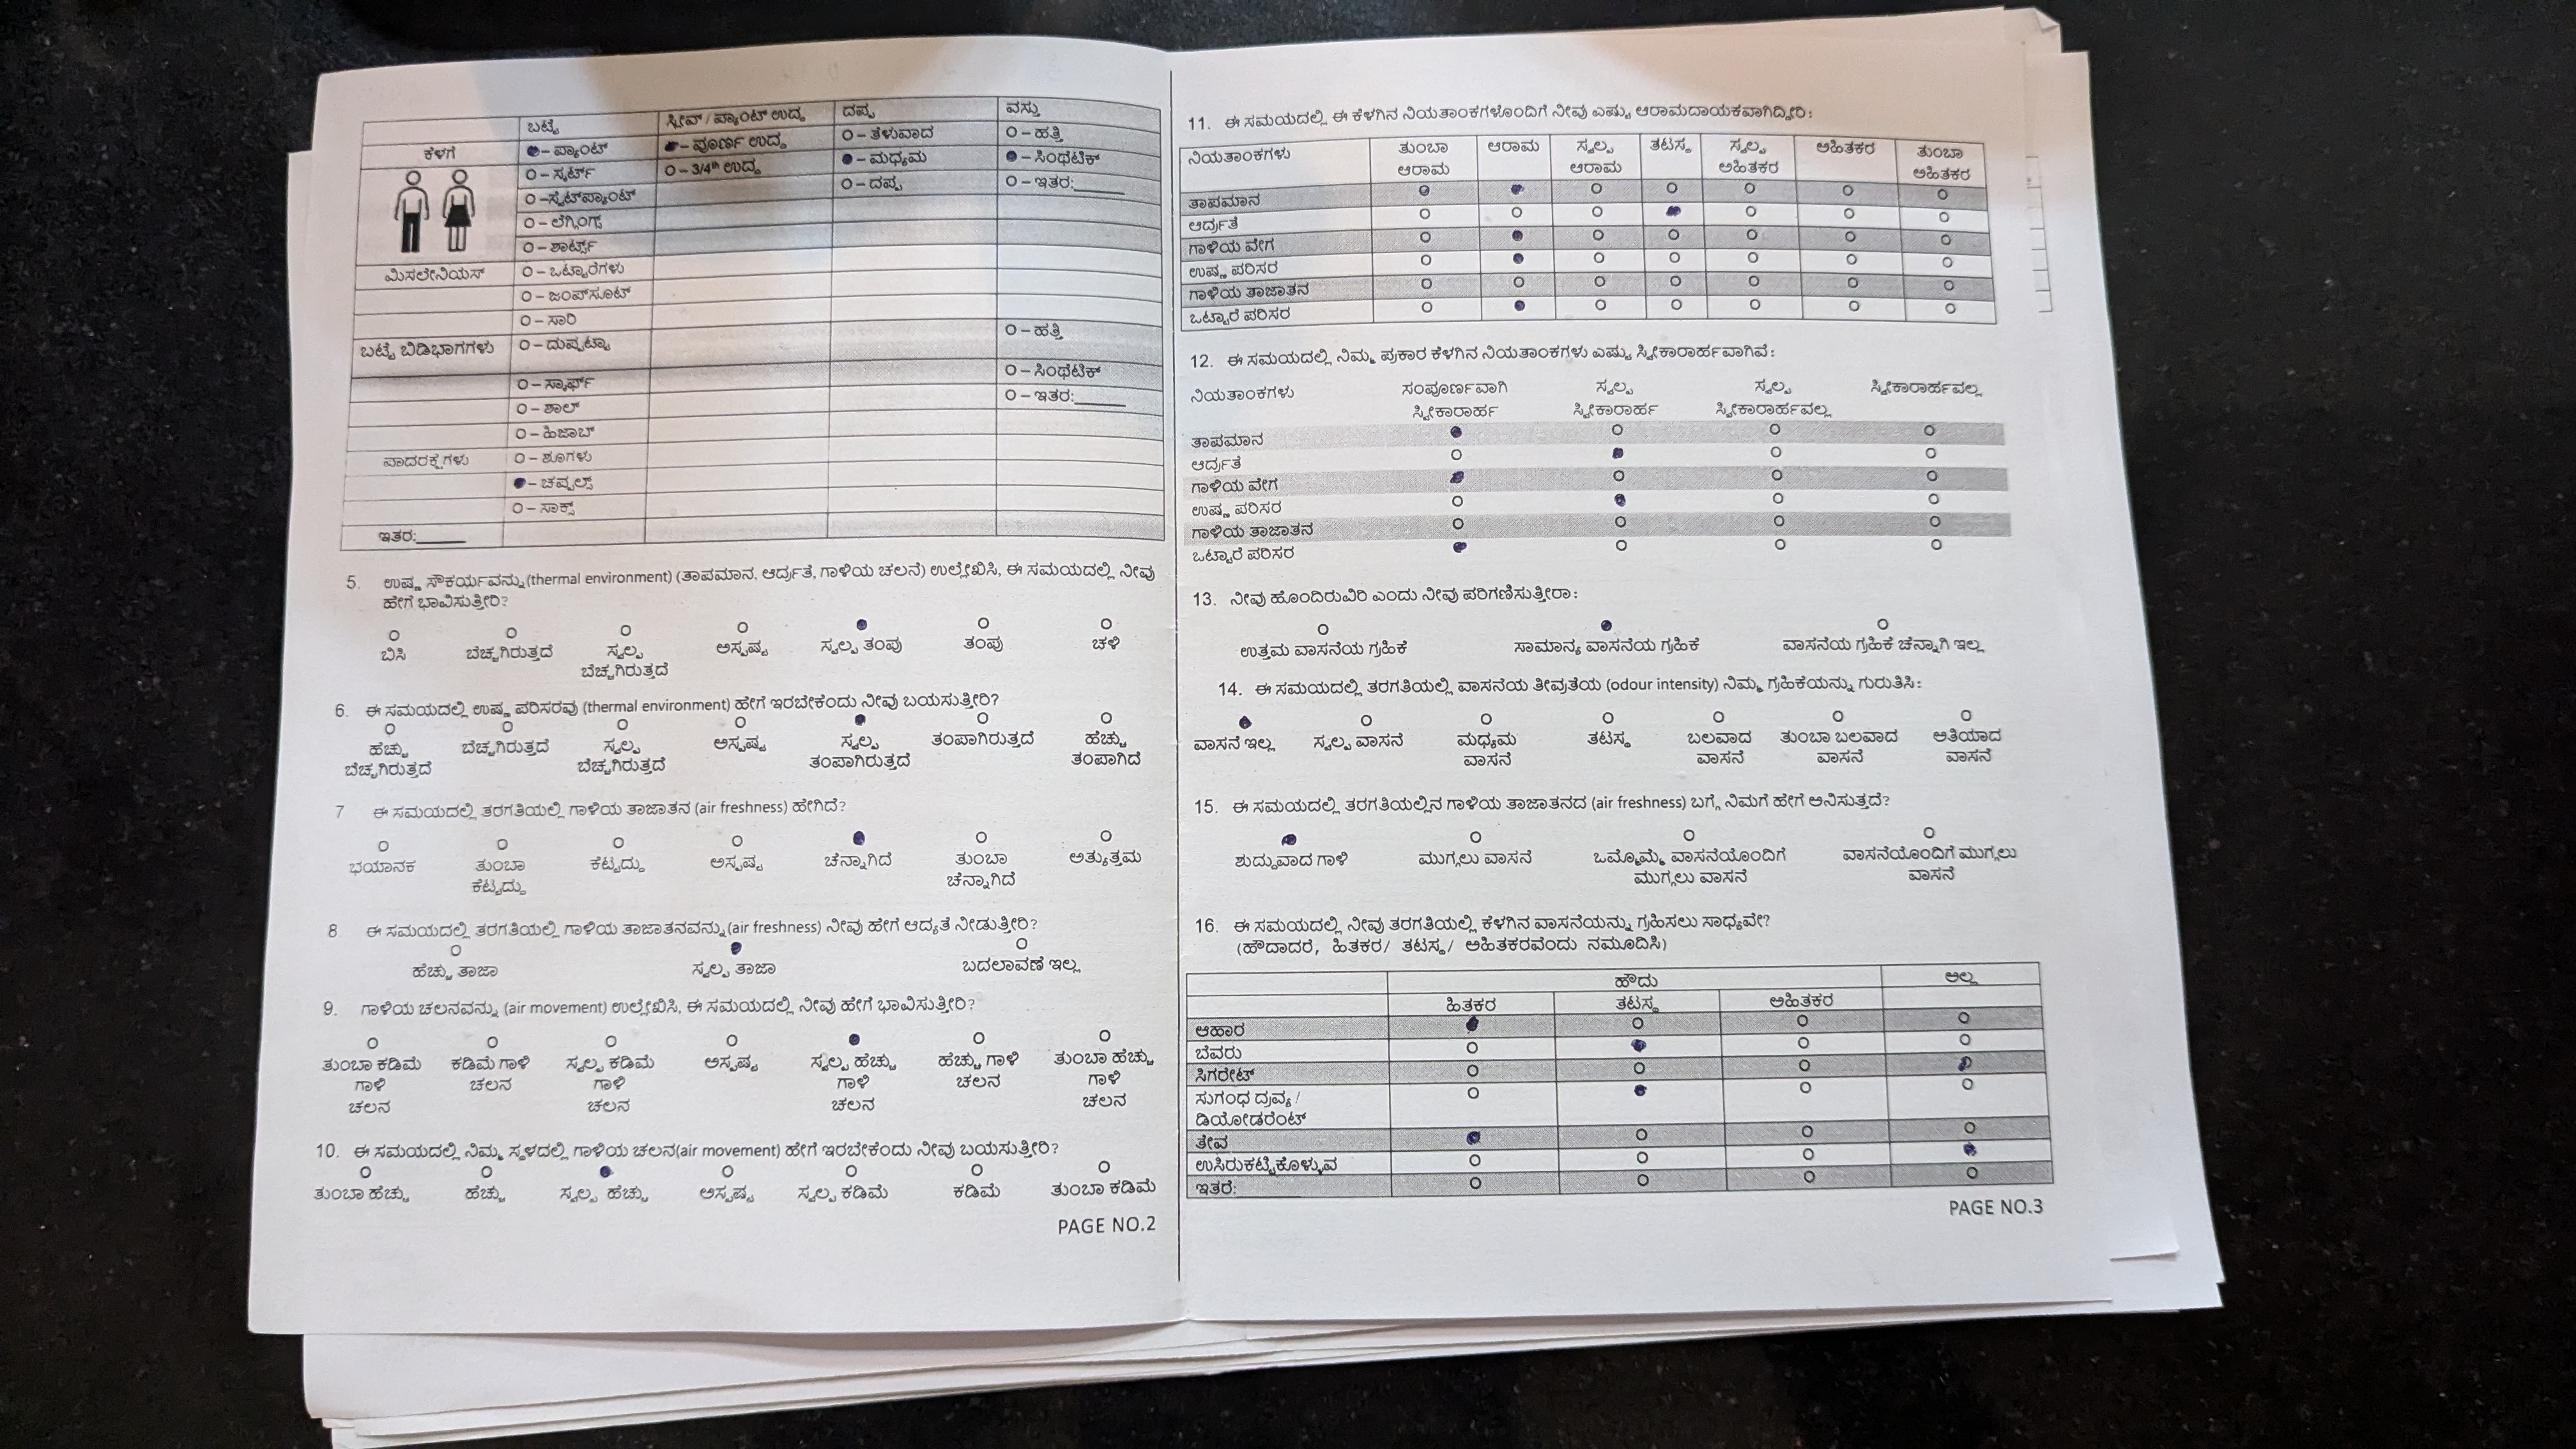 ಬಟ್ಟೆ ಸ್ಲೀವ್ / ಪ್ಯಾಂಟ್ ಉದ್ದ ದಪ್ಪ ವಸ್ತು
ಕೆಳಗೆ ●– ಪ್ಯಾಂಟ್ ●– ಪೂರ್ಣ ಉದ್ದ O – ತೆಳುವಾದ O – ಹತ್ತಿ
O – ಸ್ಕರ್ಟ್ O – 3/4th ಉದ್ದ ●– ಮಧ್ಯಮ ●– ಸಿಂಥೆಟಿಕ್
O –ಸ್ವೆಟ್‌ಪ್ಯಾಂಟ್ O – ದಪ್ಪ O – ಇತರ:______
O – ಲೆಗ್ಗಿಂಗ್ಸ್
O – ಶಾರ್ಟ್ಸ್
ಮಿಸಲೇನಿಯಸ್ O – ಒಟ್ಟಾರೆಗಳು
O – ಜಂಪ್‌ಸೂಟ್
O – ಸಾರಿ
ಬಟ್ಟೆ ಬಿಡಿಭಾಗಗಳು O – ದುಪ್ಪಟ್ಟಾ O – ಹತ್ತಿ
O – ಸ್ಕಾರ್ಫ್ O – ಸಿಂಥೆಟಿಕ್
O – ಶಾಲ್ O – ಇತರ:______
O – ಹಿಜಾಬ್
ಪಾದರಕ್ಷೆಗಳು O – ಶೂಗಳು
●– ಚಪ್ಪಲ್ಸ್
O – ಸಾಕ್ಸ್
ಇತರ:______
5. ಉಷ್ಣ ಸೌಕರ್ಯವನ್ನು(thermal environment) (ತಾಪಮಾನ, ಆರ್ದ್ರತೆ, ಗಾಳಿಯ ಚಲನೆ) ಉಲ್ಲೇಖಿಸಿ, ಈ ಸಮಯದಲ್ಲಿ ನೀವು
ಹೇಗೆ ಭಾವಿಸುತ್ತೀರಿ?
ಬಿಸಿ ಬೆಚ್ಚಗಿರುತ್ತದೆ ಸ್ವಲ್ಪ ಅಸ್ಪಷ್ಟ ಸ್ವಲ್ಪ ತಂಪು ತಂಪು ಚಳಿ
ಬೆಚ್ಚಗಿರುತ್ತದೆ
6. ಈ ಸಮಯದಲ್ಲಿ ಉಷ್ಣ ಪರಿಸರವು (thermal environment) ಹೇಗೆ ಇರಬೇಕೆಂದು ನೀವು ಬಯಸುತ್ತೀರಿ?
ಹೆಚ್ಚು ಬೆಚ್ಚಗಿರುತ್ತದೆ ಸ್ವಲ್ಪ ಅಸ್ಪಷ್ಟ ಸ್ವಲ್ಪ ತಂಪಾಗಿರುತ್ತದೆ ಹೆಚ್ಚು
ಬೆಚ್ಚಗಿರುತ್ತದೆ ಬೆಚ್ಚಗಿರುತ್ತದೆ ತಂಪಾಗಿರುತ್ತದೆ ತಂಪಾಗಿದೆ
7 ಈ ಸಮಯದಲ್ಲಿ ತರಗತಿಯಲ್ಲಿ ಗಾಳಿಯ ತಾಜಾತನ (air freshness) ಹೇಗಿದೆ?
ಭಯಾನಕ ತುಂಬಾ ಕೆಟ್ಟದ್ದು ಅಸ್ಪಷ್ಟ ಚೆನ್ನಾಗಿದೆ ತುಂಬಾ ಅತ್ಯುತ್ತಮ
ಕೆಟ್ಟದ್ದು ಚೆನ್ನಾಗಿದೆ
8 ಈ ಸಮಯದಲ್ಲಿ ತರಗತಿಯಲ್ಲಿ ಗಾಳಿಯ ತಾಜಾತನವನ್ನು(air freshness) ನೀವು ಹೇಗೆ ಆದ್ಯತೆ ನೀಡುತ್ತೀರಿ?
ಹೆಚ್ಚು ತಾಜಾ ಸ್ವಲ್ಪ ತಾಜಾ ಬದಲಾವಣೆ ಇಲ್ಲ
9. ಗಾಳಿಯ ಚಲನವನ್ನು (air movement) ಉಲ್ಲೇಖಿಸಿ, ಈ ಸಮಯದಲ್ಲಿ ನೀವು ಹೇಗೆ ಭಾವಿಸುತ್ತೀರಿ?
ತುಂಬಾ ಕಡಿಮೆ ಕಡಿಮೆ ಗಾಳಿ ಸ್ವಲ್ಪ ಕಡಿಮೆ ಅಸ್ಪಷ್ಟ ಸ್ವಲ್ಪ ಹೆಚ್ಚು ಹೆಚ್ಚು ಗಾಳಿ ತುಂಬಾ ಹೆಚ್ಚು
ಗಾಳಿ ಚಲನ ಗಾಳಿ ಗಾಳಿ ಚಲನ ಗಾಳಿ
ಚಲನ ಚಲನ ಚಲನ ಚಲನ
10. ಈ ಸಮಯದಲ್ಲಿ ನಿಮ್ಮ ಸ್ಥಳದಲ್ಲಿ ಗಾಳಿಯ ಚಲನ(air movement) ಹೇಗೆ ಇರಬೇಕೆಂದು ನೀವು ಬಯಸುತ್ತೀರಿ?
ತುಂಬಾ ಹೆಚ್ಚು ಹೆಚ್ಚು ಸ್ವಲ್ಪ ಹೆಚ್ಚು ಅಸ್ಪಷ್ಟ ಸ್ವಲ್ಪ ಕಡಿಮೆ ಕಡಿಮೆ ತುಂಬಾ ಕಡಿಮೆ
PAGE NO.2
11. ಈ ಸಮಯದಲ್ಲಿ ಈ ಕೆಳಗಿನ ನಿಯತಾಂಕಗಳೊಂದಿಗೆ ನೀವು ಎಷ್ಟು ಆರಾಮದಾಯಕವಾಗಿದ್ದೀರಿ:
ನಿಯತಾಂಕಗಳು ತುಂಬಾ ಆರಾಮ ಸ್ವಲ್ಪ ತಟಸ್ಥ ಸ್ವಲ್ಪ ಅಹಿತಕರ ತುಂಬಾ
ಆರಾಮ ಆರಾಮ ಅಹಿತಕರ ಅಹಿತಕರ
ತಾಪಮಾನ
ಆರ್ದ್ರತೆ
ಗಾಳಿಯ ವೇಗ
ಉಷ್ಣ ಪರಿಸರ
ಗಾಳಿಯ ತಾಜಾತನ
ಒಟ್ಟಾರೆ ಪರಿಸರ
12. ಈ ಸಮಯದಲ್ಲಿ ನಿಮ್ಮ ಪ್ರಕಾರ ಕೆಳಗಿನ ನಿಯತಾಂಕಗಳು ಎಷ್ಟು ಸ್ವೀಕಾರಾರ್ಹವಾಗಿವೆ:
ನಿಯತಾಂಕಗಳು ಸಂಪೂರ್ಣವಾಗಿ ಸ್ವಲ್ಪ ಸ್ವಲ್ಪ ಸ್ವೀಕಾರಾರ್ಹವಲ್ಲ
ಸ್ವೀಕಾರಾರ್ಹ ಸ್ವೀಕಾರಾರ್ಹ ಸ್ವೀಕಾರಾರ್ಹವಲ್ಲ
ತಾಪಮಾನ
ಆರ್ದ್ರತೆ
ಗಾಳಿಯ ವೇಗ
ಉಷ್ಣ ಪರಿಸರ
ಗಾಳಿಯ ತಾಜಾತನ
ಒಟ್ಟಾರೆ ಪರಿಸರ
13. ನೀವು ಹೊಂದಿರುವಿರಿ ಎಂದು ನೀವು ಪರಿಗಣಿಸುತ್ತೀರಾ:
ಉತ್ತಮ ವಾಸನೆಯ ಗ್ರಹಿಕೆ ಸಾಮಾನ್ಯ ವಾಸನೆಯ ಗ್ರಹಿಕೆ ವಾಸನೆಯ ಗ್ರಹಿಕೆ ಚೆನ್ನಾಗಿ ಇಲ್ಲ
14. ಈ ಸಮಯದಲ್ಲಿ ತರಗತಿಯಲ್ಲಿ ವಾಸನೆಯ ತೀವ್ರತೆಯ (odour intensity) ನಿಮ್ಮ ಗ್ರಹಿಕೆಯನ್ನು ಗುರುತಿಸಿ:
ವಾಸನೆ ಇಲ್ಲ ಸ್ವಲ್ಪ ವಾಸನೆ ಮಧ್ಯಮ ತಟಸ್ಥ ಬಲವಾದ ತುಂಬಾ ಬಲವಾದ ಅತಿಯಾದ
ವಾಸನೆ ವಾಸನೆ ವಾಸನೆ ವಾಸನೆ
15. ಈ ಸಮಯದಲ್ಲಿ ತರಗತಿಯಲ್ಲಿನ ಗಾಳಿಯ ತಾಜಾತನದ (air freshness) ಬಗ್ಗೆ ನಿಮಗೆ ಹೇಗೆ ಅನಿಸುತ್ತದೆ?
ಶುದ್ಧವಾದ ಗಾಳಿ ಮುಗ್ಗಲು ವಾಸನೆ ಒಮ್ಮೊಮ್ಮೆ ವಾಸನೆಯೊಂದಿಗೆ ವಾಸನೆಯೊಂದಿಗೆ ಮುಗ್ಗಲು
ಮುಗ್ಗಲು ವಾಸನೆ ವಾಸನೆ
16. ಈ ಸಮಯದಲ್ಲಿ ನೀವು ತರಗತಿಯಲ್ಲಿ ಕೆಳಗಿನ ವಾಸನೆಯನ್ನು ಗ್ರಹಿಸಲು ಸಾಧ್ಯವೇ?
(ಹೌದಾದರೆ, ಹಿತಕರ/ ತಟಸ್ಥ/ ಅಹಿತಕರವೆಂದು ನಮೂದಿಸಿ)
ಹೌದು ಅಲ್ಲ
ಹಿತಕರ ತಟಸ್ಥ ಅಹಿತಕರ
ಆಹಾರ
ಬೆವರು
ಸಿಗರೇಟ್
ಸುಗಂಧ ದ್ರವ್ಯ/
ಡಿಯೋಡರೆಂಟ್
ತೇವ
ಉಸಿರುಕಟ್ಟಿಕೊಳ್ಳುವ
ಇತರೆ:
PAGE NO.3